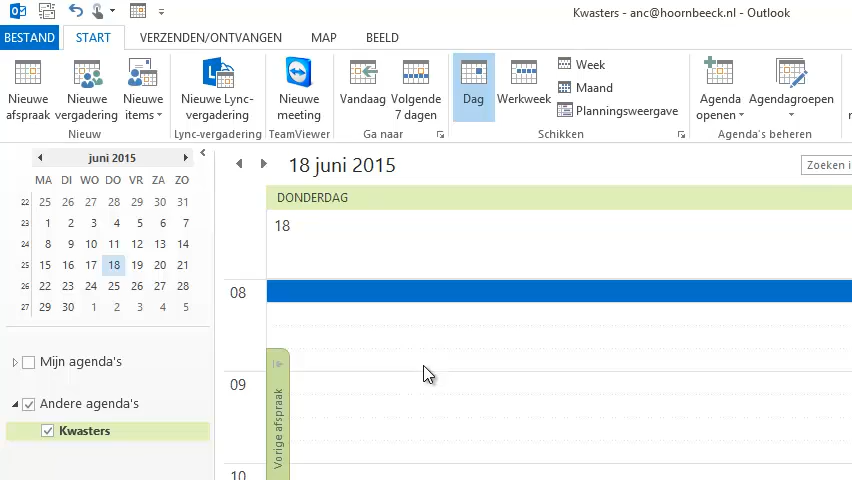 Kwasters - anc@hoornbeeck.nl - Outlook
BESTAND START VERZENDEN/ONTVANGEN MAP BEELD
Nieuwe afspraak
Nieuwe vergadering
Nieuwe items
Nieuwe Lync-vergadering
Nieuwe meeting
Vandaag
Volgende 7 dagen
Dag
Werkweek
Week
Maand
Planningsweergave
Agenda openen
Agendagroepen
Nieuw
Lync-vergadering
TeamViewer
Ga naar
Schikken
Agenda's beheren
juni 2015
MA DI WO DO VR ZA ZO
22 25 26 27 28 29 30 31
23 1 2 3 4 5 6 7
24 8 9 10 11 12 13 14
25 15 16 17 18 19 20 21
26 22 23 24 25 26 27 28
27 29 30 1 2 3 4 5
Mijn agenda's
Andere agenda's
Kwasters
18 juni 2015
Zoeken i
DONDERDAG
18
08
09
10
Vorige afspraak